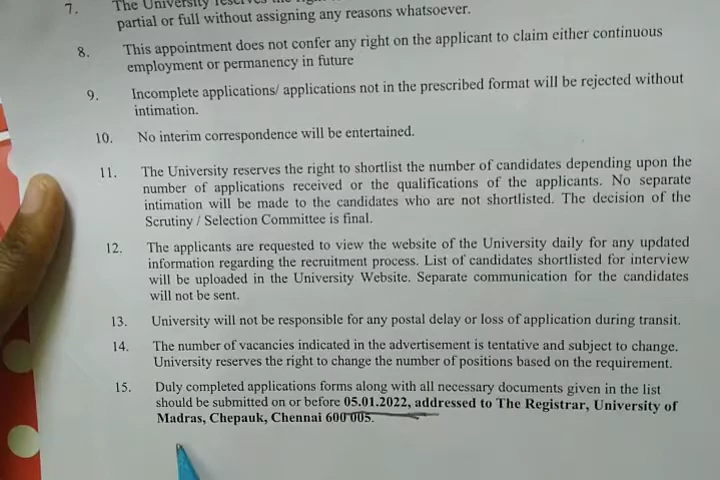 7. The University reserves the right
partial or full without assigning any reasons whatsoever.
8. This appointment does not confer any right on the applicant to claim either continuous
employment or permanency in future
9. Incomplete applications/ applications not in the prescribed format will be rejected without
intimation.
10. No interim correspondence will be entertained.
11. The University reserves the right to shortlist the number of candidates depending upon the
number of applications received or the qualifications of the applicants. No separate
intimation will be made to the candidates who are not shortlisted. The decision of the
Scrutiny / Selection Committee is final.
12. The applicants are requested to view the website of the University daily for any updated
information regarding the recruitment process. List of candidates shortlisted for interview
will be uploaded in the University Website. Separate communication for the candidates
will not be sent.
13. University will not be responsible for any postal delay or loss of application during transit.
14. The number of vacancies indicated in the advertisement is tentative and subject to change.
University reserves the right to change the number of positions based on the requirement.
15. Duly completed applications forms along with all necessary documents given in the list
should be submitted on or before 05.01.2022, addressed to The Registrar, University of
Madras, Chepauk, Chennai 600 005.